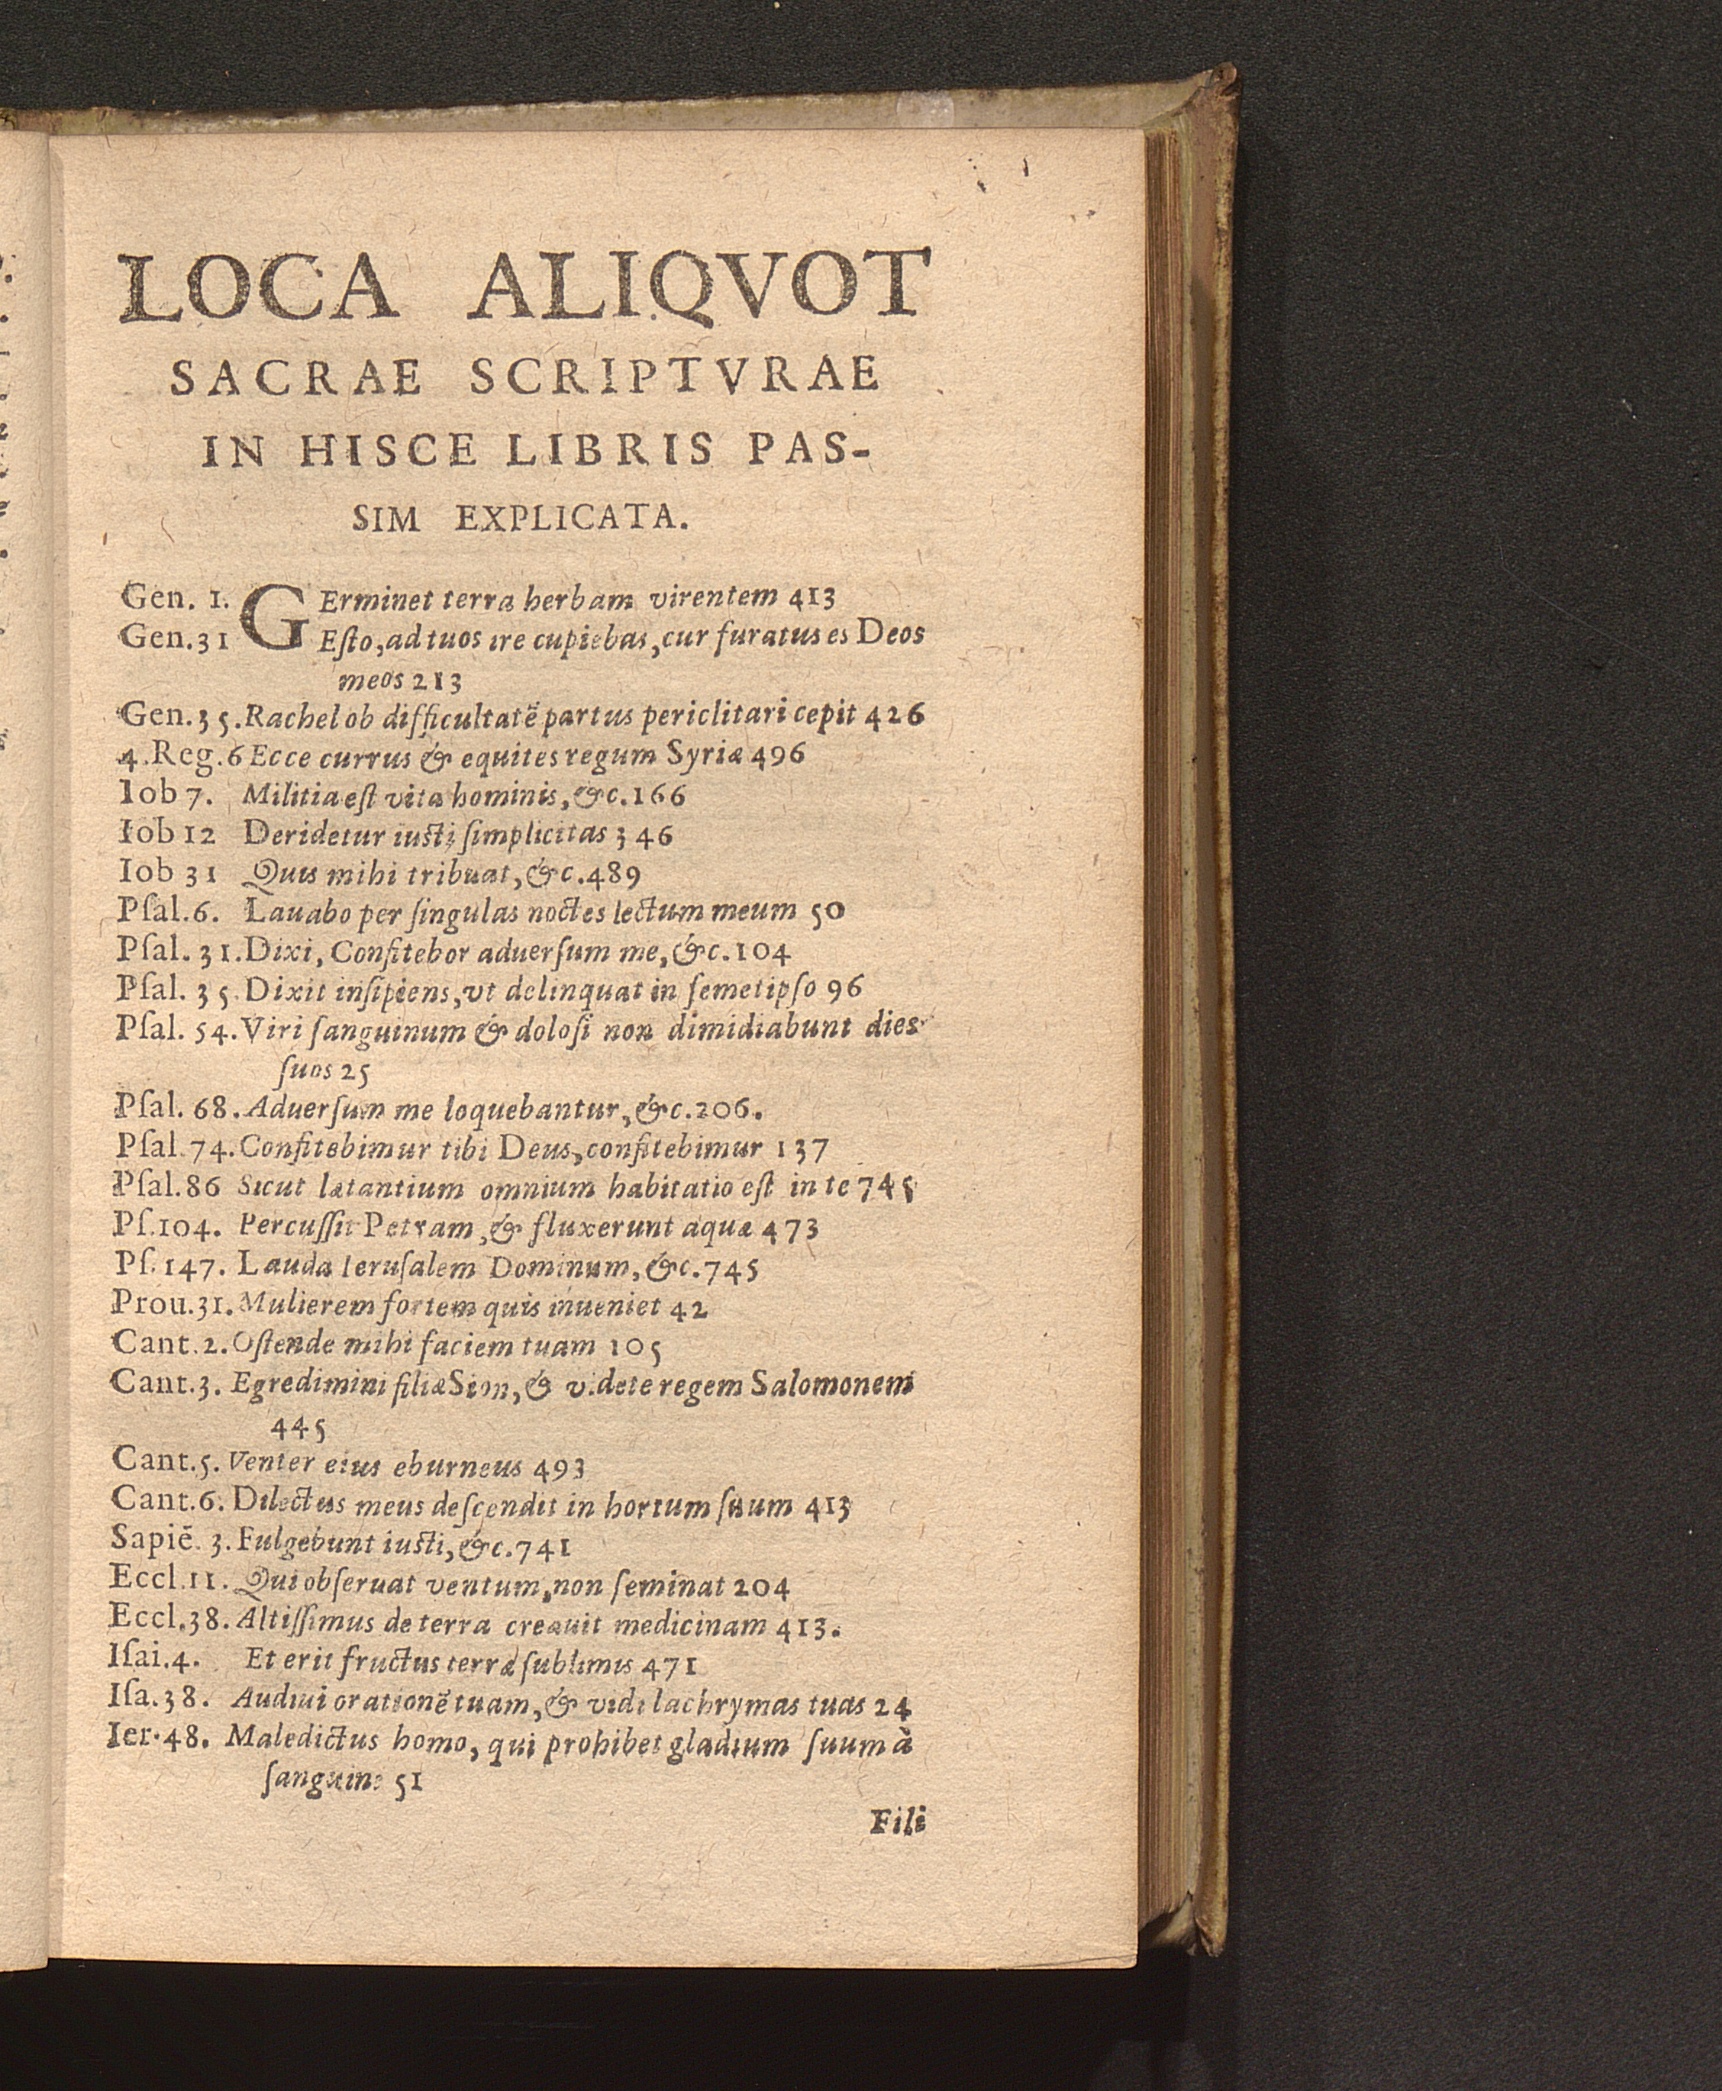 LOCA ALIQVOT
SACRAE SCRIPTVRAE
IN HISCE LIBRIS PAS-
SIM EXPLICATA.
Gen. 1. GErminet terra herbam virentem 413
Gen.31 Eſto, ad tuos ire cupiebas, cur furatus es Deos
meos 213
Gen.35. Rachel ob difficultatē partus periclitari cepit 426
4.Reg.6 Ecce currus & equites regum Syriæ 496
Iob 7. Militia eſt vita hominis, &c. 166
Iob 12 Deridetur iuſti ſimplicitas 346
Iob 31 Quis mihi tribuat, &c. 489
Pſal.6. Lauabo per ſingulas noctes lectum meum 50
Pſal. 31. Dixi, Confitebor aduerſum me, &c. 104
Pſal. 35. Dixit inſipiens, vt delinquat in ſemetipſo 96
Pſal. 54. Viri ſanguinum & doloſi non dimidiabunt dies
ſuos 25
Pſal. 68. Aduerſum me loquebantur, &c. 206.
Pſal. 74. Confitebimur tibi Deus, confitebimur 137
Pſal.86 Sicut lætantium omnium habitatio eſt in te 745
Pſ.104. Percuſſit Petram, & fluxerunt aquæ 473
Pſ.147. Lauda Ieruſalem Dominum, &c. 745
Prou.31. Mulierem fortem quis inueniet 42
Cant.2. Oſtende mihi faciem tuam 105
Cant.3. Egredimini filiæ Sion, & videte regem Salomonem
445
Cant.5. Venter eius eburneus 493
Cant.6. Dilectus meus deſcendit in hortum ſuum 413
Sapiē. 3. Fulgebunt iuſti, &c. 741
Eccl.11. Qui obſeruat ventum, non ſeminat 204
Eccl.38. Altiſſimus de terra creauit medicinam 413.
Iſai.4. Et erit fructus terræ ſublimis 471
Iſa.38. Audiui orationē tuam, & vidi lachrymas tuas 24
Ier.48. Maledictus homo, qui prohibet gladium ſuum à
ſanguine 51
Fili